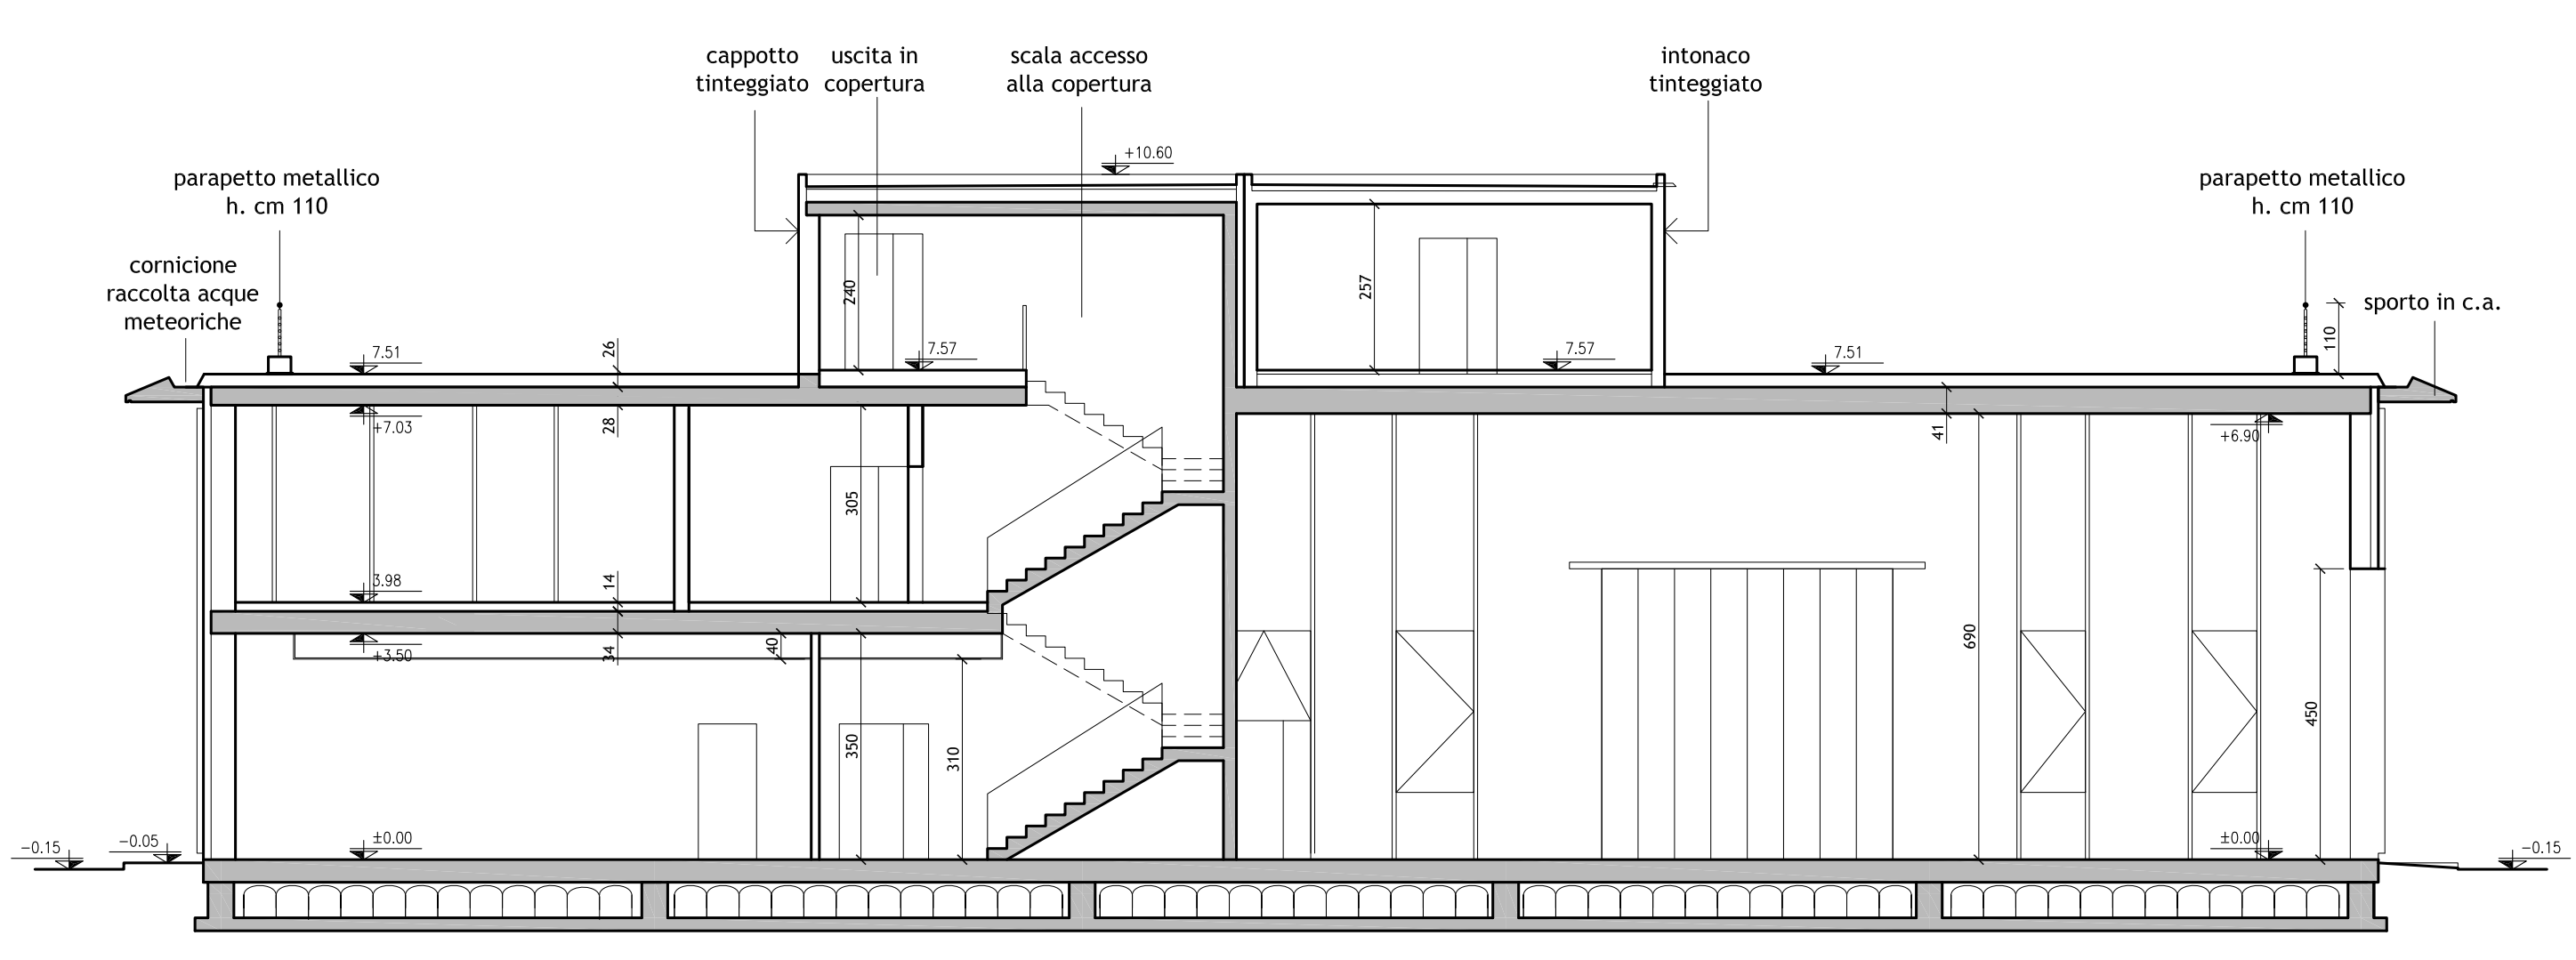 cappotto
tinteggiato
uscita in
copertura
scala accesso
alla copertura
intonaco
tinteggiato
+10.60
parapetto metallico
h. cm 110
parapetto metallico
h. cm 110
cornicione
raccolta acque
meteoriche
sporto in c.a.
240
257
110
7.51
26
7.57
7.57
7.51
+7.03
28
41
+6.90
305
3.98
14
+3.50
34
40
690
350
310
450
-0.15
-0.05
±0.00
±0.00
-0.15